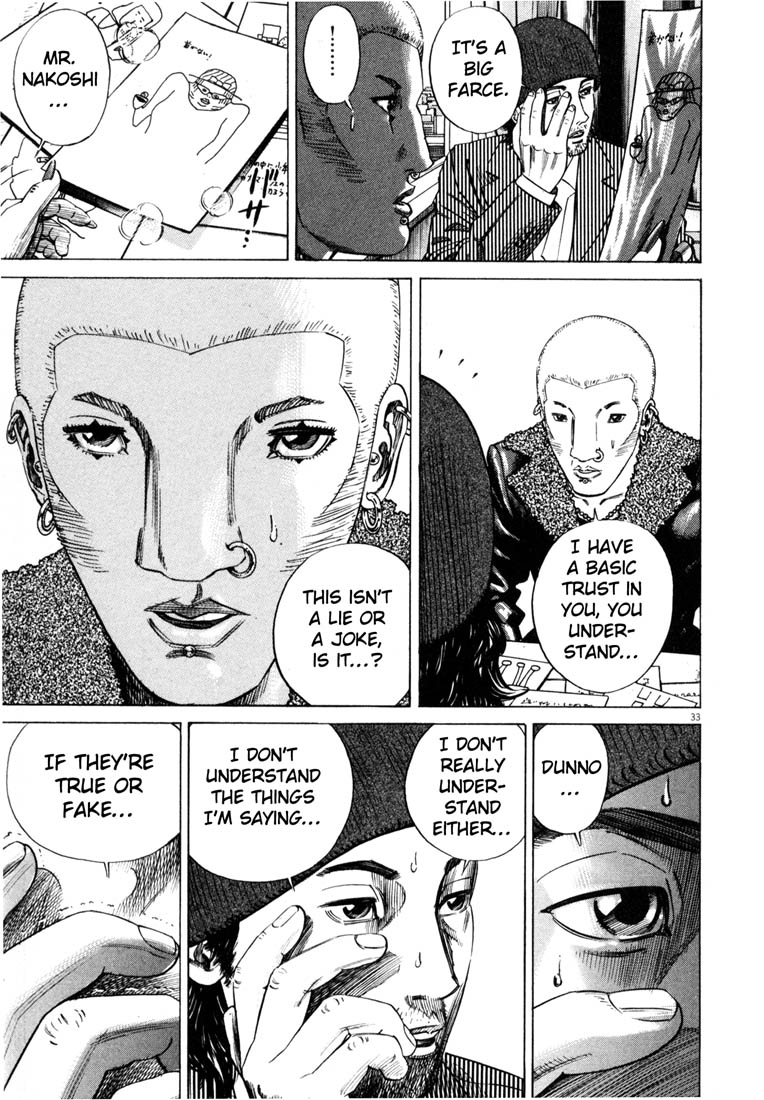 IT'S A
BIG
FARCE.
!......
MR.
NAKOSHI
...
I HAVE
A BASIC
TRUST IN
YOU, YOU
UNDER-
STAND...
THIS ISN'T
A LIE OR
A JOKE,
IS IT...?
33
DUNNO
...
I DON'T
REALLY
UNDER-
STAND
EITHER...
I DON'T
UNDERSTAND
THE THINGS
I'M SAYING...
IF THEY'RE
TRUE OR
FAKE...